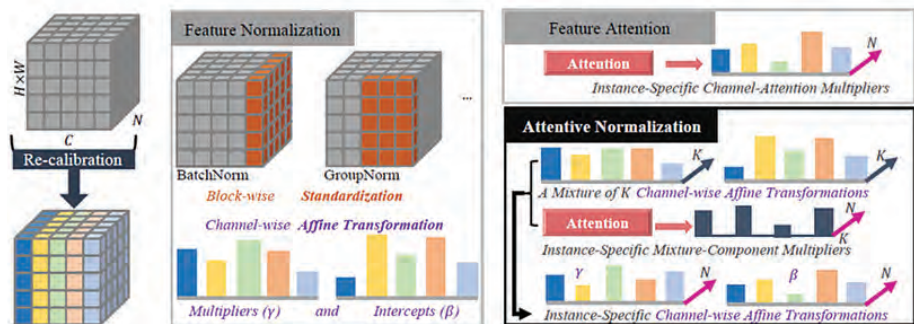 H×W
C
N
Re-calibration
Feature Normalization
...
BatchNorm
GroupNorm
Block-wise Standardization
Channel-wise Affine Transformation
Multipliers (γ) and Intercepts (β)
Feature Attention
Attention
N
Instance-Specific Channel-Attention Multipliers
Attentive Normalization
K
K
A Mixture of K Channel-wise Affine Transformations
Attention
N
K
Instance-Specific Mixture-Component Multipliers
γ
N
β
N
Instance-Specific Channel-wise Affine Transformations